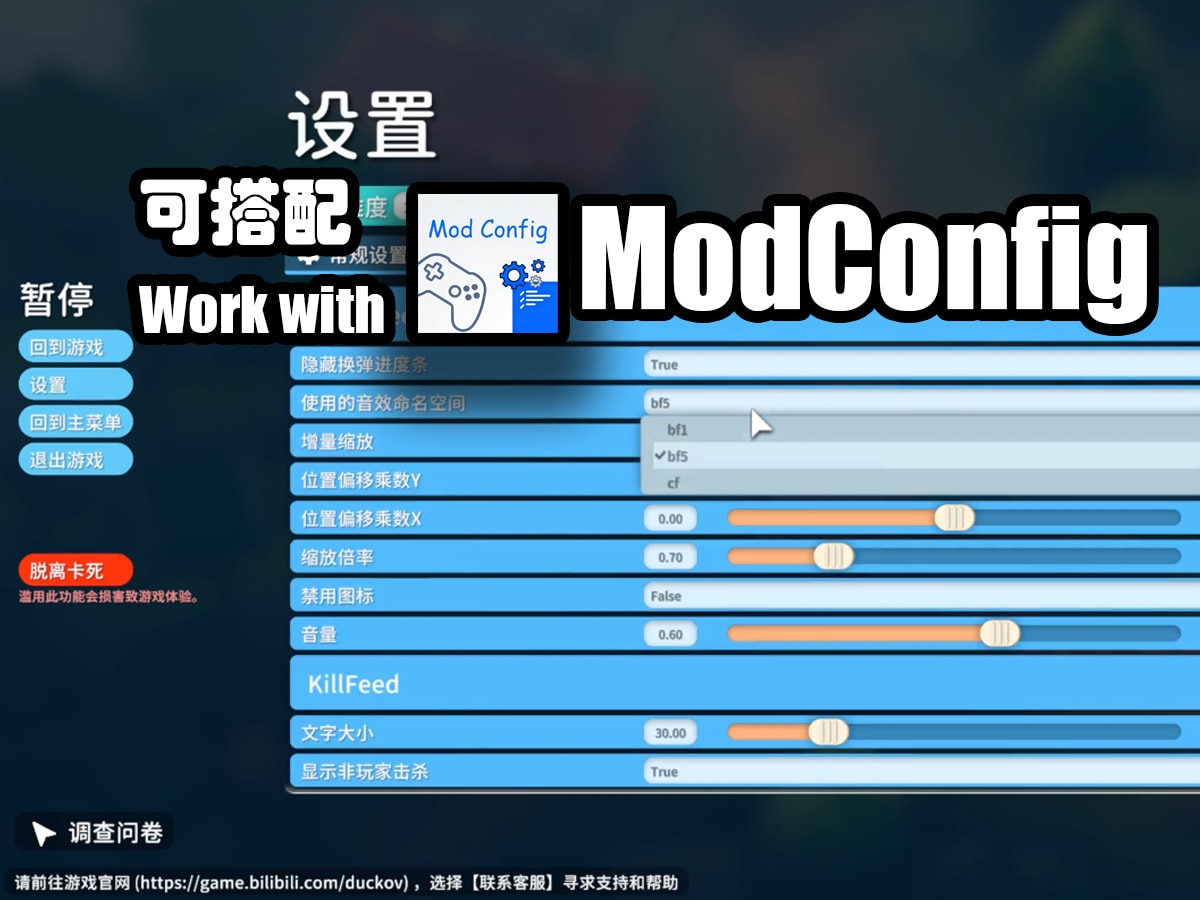 设置
可搭配
度
常规设置
Mod Config
ModConfig
Work with
暂停
回到游戏
设置
回到主菜单
退出游戏
脱离卡死
滥用此功能会损害致游戏体验。
隐藏换弹进度条 True
使用的音效命名空间 bf5
bf1
✓bf5
cf
增量缩放
位置偏移乘数Y
位置偏移乘数X 0.00
缩放倍率 0.70
禁用图标 False
音量 0.60
KillFeed
文字大小 30.00
显示非玩家击杀 True
调查问卷
请前往游戏官网 (https://game.bilibili.com/duckov) ，选择【联系客服】寻求支持和帮助